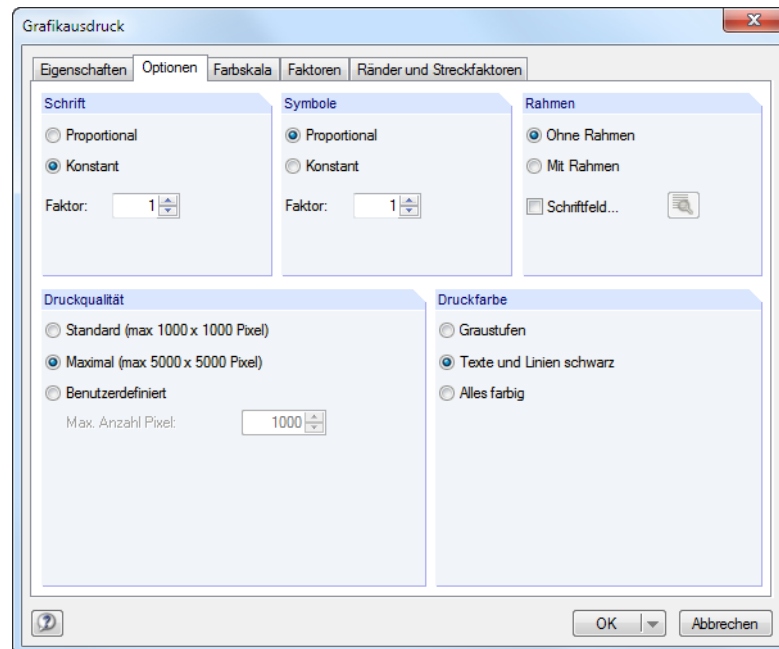 Grafikausdruck
Eigenschaften Optionen Farbskala Faktoren Ränder und Streckfaktoren
Schrift
Proportional
Konstant
Faktor: 1
Symbole
Proportional
Konstant
Faktor: 1
Rahmen
Ohne Rahmen
Mit Rahmen
Schriftfeld...
Druckqualität
Standard (max 1000 x 1000 Pixel)
Maximal (max 5000 x 5000 Pixel)
Benutzerdefiniert
Max. Anzahl Pixel: 1000
Druckfarbe
Graustufen
Texte und Linien schwarz
Alles farbig
OK Abbrechen